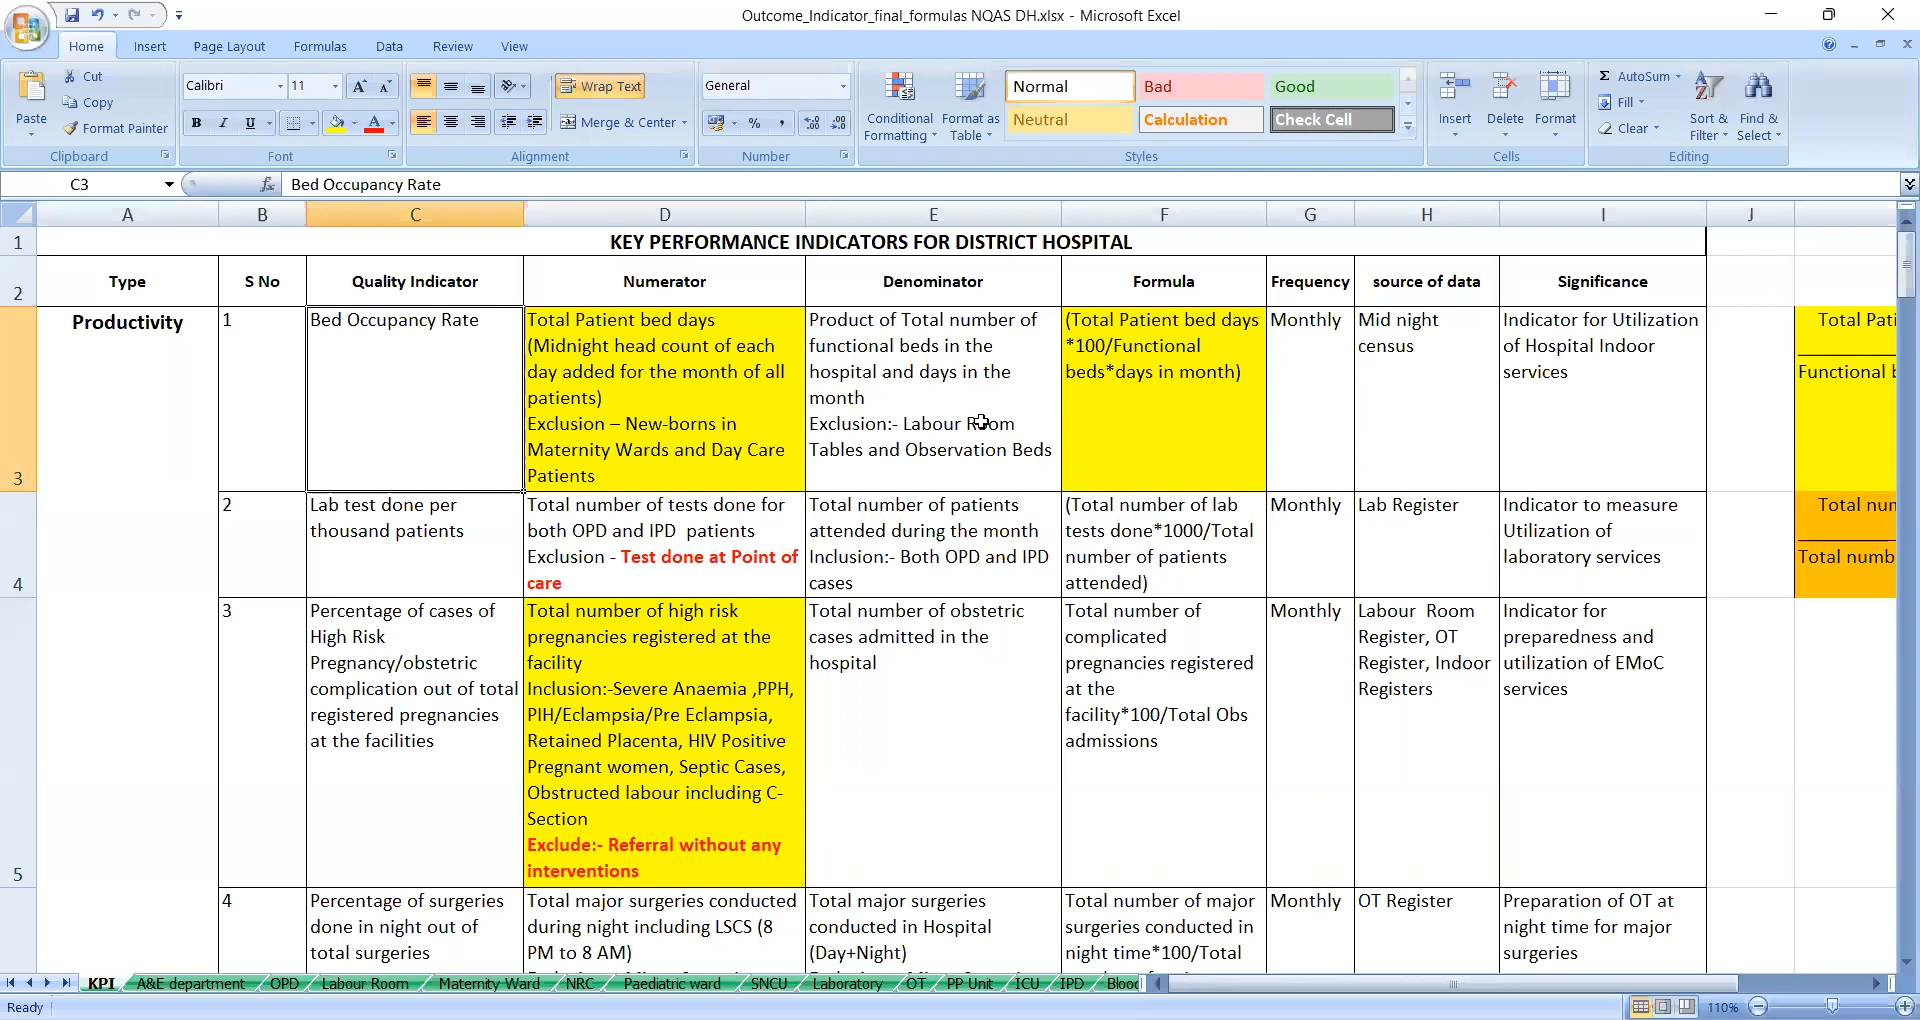 Outcome_Indicator_final_formulas NQAS DH.xlsx - Microsoft Excel
Home Insert Page Layout Formulas Data Review View
Paste
Cut
Copy
Format Painter
Clipboard
Calibri 11
B I U
Font
Wrap Text
Merge & Center
Alignment
General
Number
Conditional Formatting
Format as Table
Normal Bad Good
Neutral Calculation Check Cell
Styles
Insert Delete Format
Cells
AutoSum
Fill
Clear
Sort & Filter
Find & Select
Editing
C3 fx Bed Occupancy Rate
A B C D E F G H I J
1 KEY PERFORMANCE INDICATORS FOR DISTRICT HOSPITAL
2 Type S No Quality Indicator Numerator Denominator Formula Frequency source of data Significance
3
Productivity
1
Bed Occupancy Rate
Total Patient bed days
(Midnight head count of each
day added for the month of all
patients)
Exclusion – New-borns in
Maternity Wards and Day Care
Patients
Product of Total number of
functional beds in the
hospital and days in the
month
Exclusion:- Labour Room
Tables and Observation Beds
(Total Patient bed days
*100/Functional
beds*days in month)
Monthly
Mid night
census
Indicator for Utilization
of Hospital Indoor
services
Total Pati
Functional b
4
2
Lab test done per
thousand patients
Total number of tests done for
both OPD and IPD patients
Exclusion - Test done at Point of
care
Total number of patients
attended during the month
Inclusion:- Both OPD and IPD
cases
(Total number of lab
tests done*1000/Total
number of patients
attended)
Monthly
Lab Register
Indicator to measure
Utilization of
laboratory services
Total num
Total numb
5
3
Percentage of cases of
High Risk
Pregnancy/obstetric
complication out of total
registered pregnancies
at the facilities
Total number of high risk
pregnancies registered at the
facility
Inclusion:-Severe Anaemia ,PPH,
PIH/Eclampsia/Pre Eclampsia,
Retained Placenta, HIV Positive
Pregnant women, Septic Cases,
Obstructed labour including C-
Section
Exclude:- Referral without any
interventions
Total number of obstetric
cases admitted in the
hospital
Total number of
complicated
pregnancies registered
at the
facility*100/Total Obs
admissions
Monthly
Labour Room
Register, OT
Register, Indoor
Registers
Indicator for
preparedness and
utilization of EMoC
services
4
Percentage of surgeries
done in night out of
total surgeries
Total major surgeries conducted
during night including LSCS (8
PM to 8 AM)
Total major surgeries
conducted in Hospital
(Day+Night)
Total number of major
surgeries conducted in
night time*100/Total
Monthly
OT Register
Preparation of OT at
night time for major
surgeries
KPI A&E department OPD Labour Room Maternity Ward NRC Paediatric ward SNCU Laboratory OT PP Unit ICU IPD Blood
Ready 110%